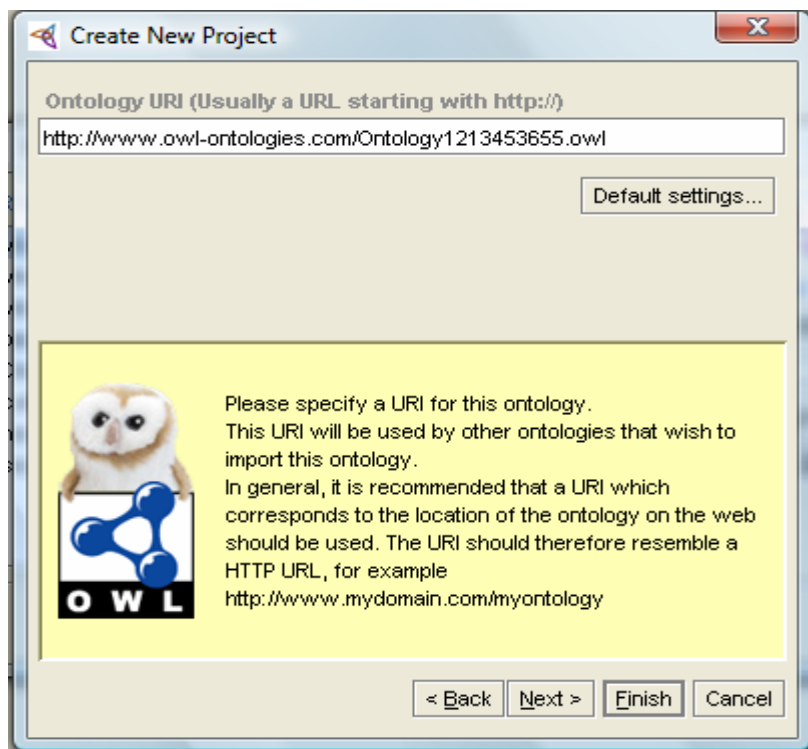 Create New Project
Ontology URI (Usually a URL starting with http://)
http://www.owl-ontologies.com/Ontology1213453655.owl
Default settings...
Please specify a URI for this ontology.
This URI will be used by other ontologies that wish to
import this ontology.
In general, it is recommended that a URI which
corresponds to the location of the ontology on the web
should be used. The URI should therefore resemble a
HTTP URL, for example
http://www.mydomain.com/myontology
OWL
< Back
Next >
Finish
Cancel